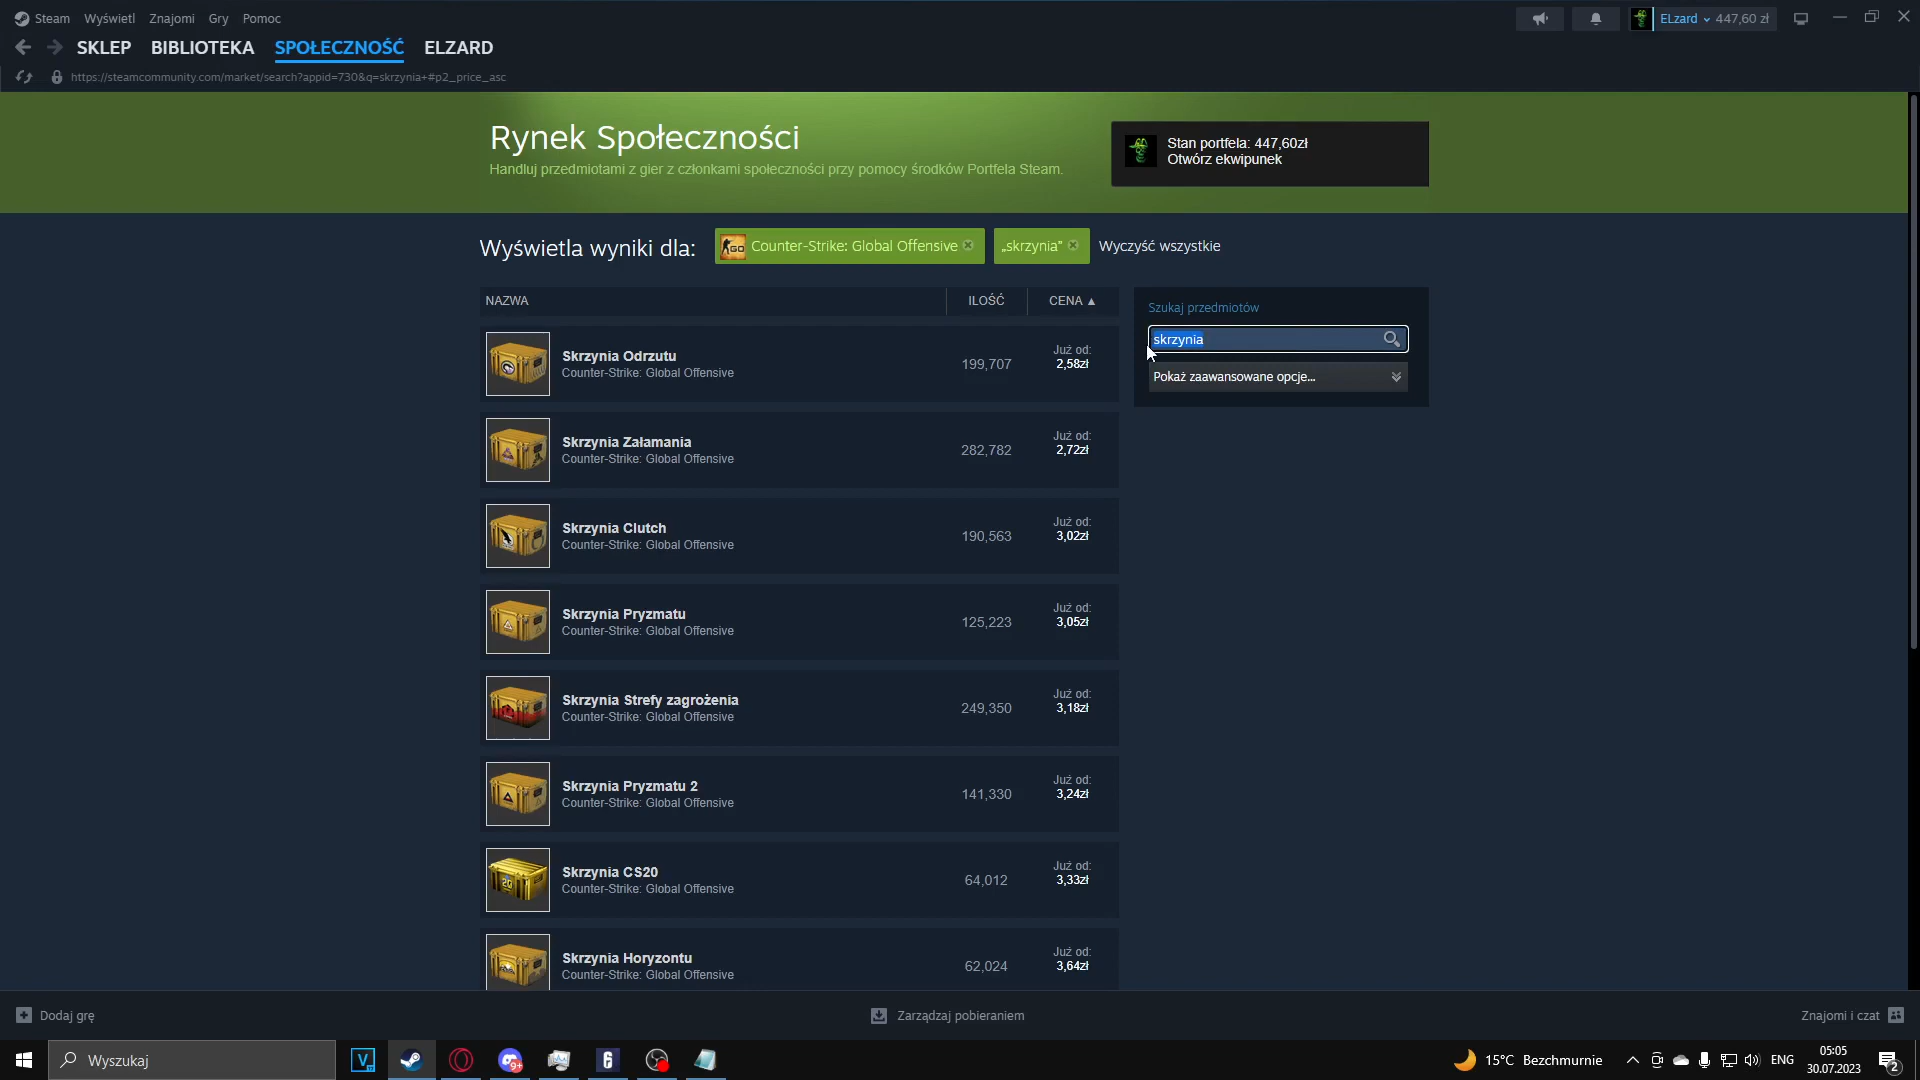 Steam Wyświetl Znajomi Gry Pomoc
ELzard 447,60 zł
SKLEP BIBLIOTEKA SPOŁECZNOŚĆ ELZARD
https://steamcommunity.com/market/search?appid=730&q=skrzynia+#p2_price_asc
Rynek Społeczności
Handluj przedmiotami z gier z członkami społeczności przy pomocy środków Portfela Steam.
Stan portfela: 447,60zł
Otwórz ekwipunek
Wyświetla wyniki dla: Counter-Strike: Global Offensive „skrzynia" Wyczyść wszystkie
NAZWA ILOŚĆ CENA ▲
Szukaj przedmiotów
skrzynia
Pokaż zaawansowane opcje...
Skrzynia Odrzutu
Counter-Strike: Global Offensive
199,707
Już od:
2,58zł
Skrzynia Załamania
Counter-Strike: Global Offensive
282,782
Już od:
2,72zł
Skrzynia Clutch
Counter-Strike: Global Offensive
190,563
Już od:
3,02zł
Skrzynia Pryzmatu
Counter-Strike: Global Offensive
125,223
Już od:
3,05zł
Skrzynia Strefy zagrożenia
Counter-Strike: Global Offensive
249,350
Już od:
3,18zł
Skrzynia Pryzmatu 2
Counter-Strike: Global Offensive
141,330
Już od:
3,24zł
Skrzynia CS20
Counter-Strike: Global Offensive
64,012
Już od:
3,33zł
Skrzynia Horyzontu
Counter-Strike: Global Offensive
62,024
Już od:
3,64zł
Dodaj grę
Zarządzaj pobieraniem
Znajomi i czat
Wyszukaj
15°C Bezchmurnie
ENG
05:05
30.07.2023
2